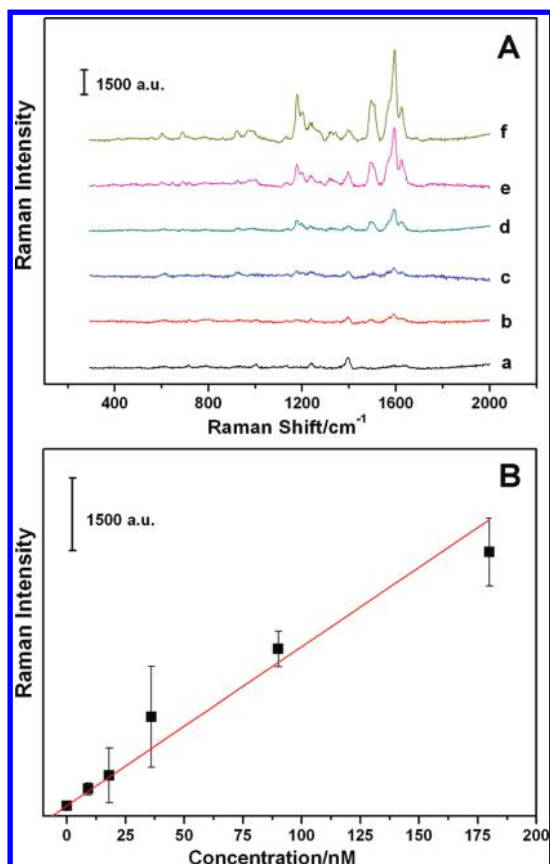 A
1500 a.u.
Raman Intensity
f
e
d
c
b
a
400 800 1200 1600 2000
Raman Shift/cm-1
B
1500 a.u.
Raman Intensity
0 25 50 75 100 125 150 175 200
Concentration/nM